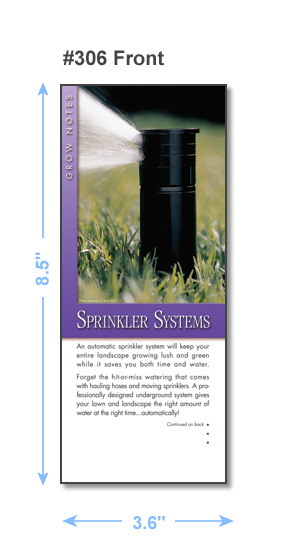 #306 Front
GROW NOTES
8.5"
SPRINKLER SYSTEMS
An automatic sprinkler system will keep your
entire landscape growing lush and green
while it saves you both time and water.
Forget the hit-or-miss watering that comes
with hauling hoses and moving sprinklers. A pro-
fessionally designed underground system gives
your lawn and landscape the right amount of
water at the right time...automatically!
Continued on back
3.6"